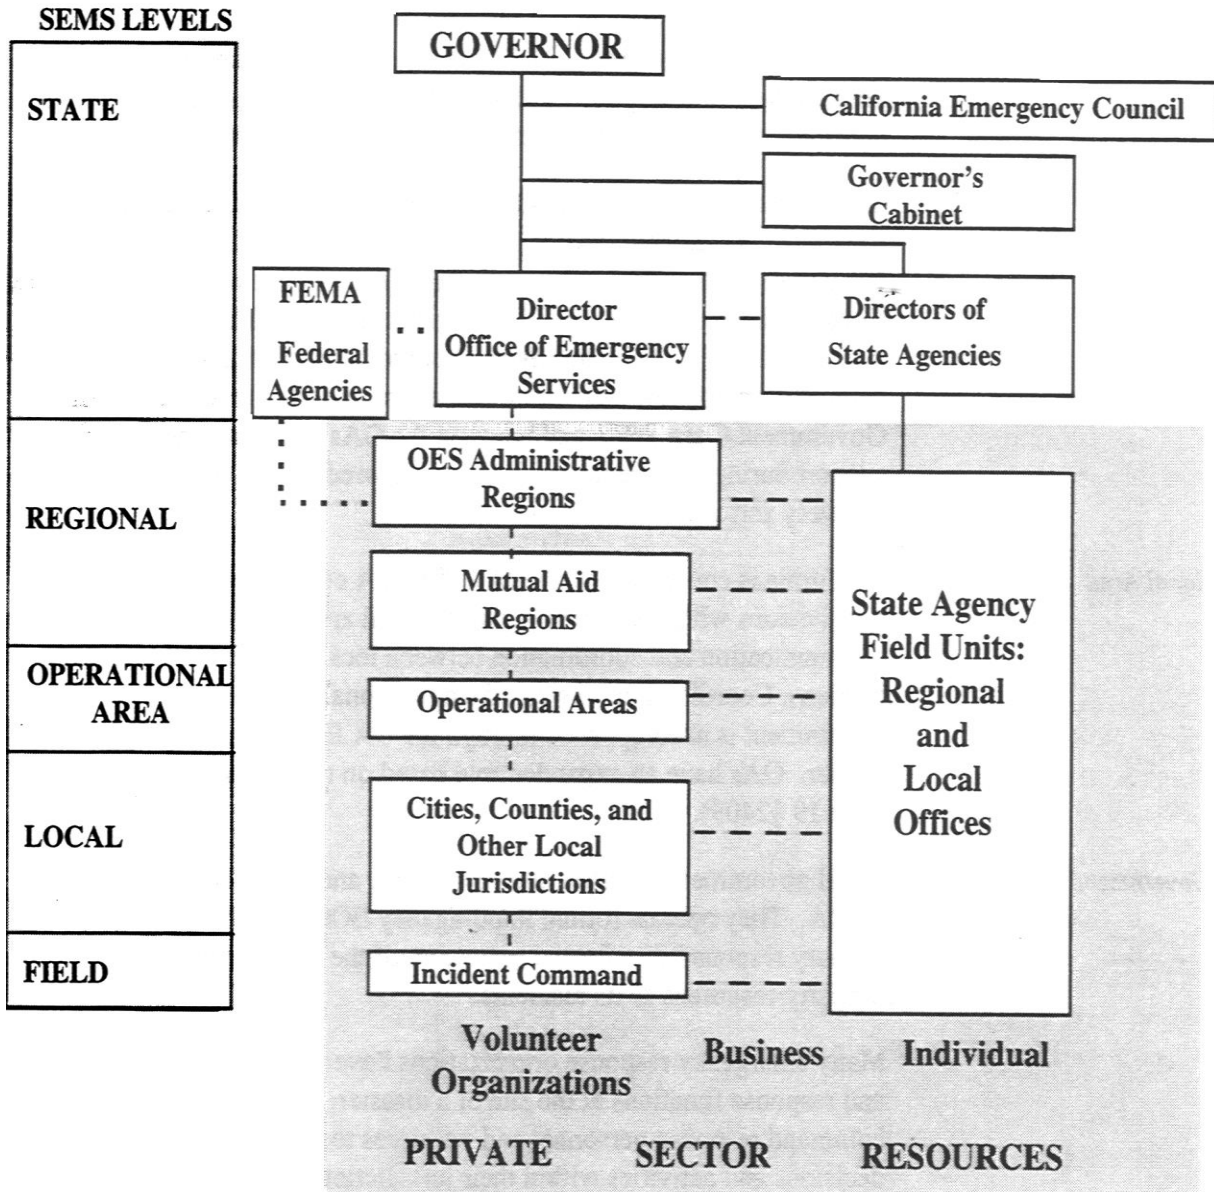 SEMS LEVELS
GOVERNOR
STATE
California Emergency Council
Governor's
Cabinet
FEMA
Federal
Agencies
Director
Office of Emergency
Services
Directors of
State Agencies
REGIONAL
OES Administrative
Regions
Mutual Aid
Regions
State Agency
Field Units:
Regional
and
Local
Offices
OPERATIONAL
AREA
Operational Areas
LOCAL
Cities, Counties, and
Other Local
Jurisdictions
FIELD
Incident Command
Volunteer
Organizations
Business
Individual
PRIVATE SECTOR RESOURCES